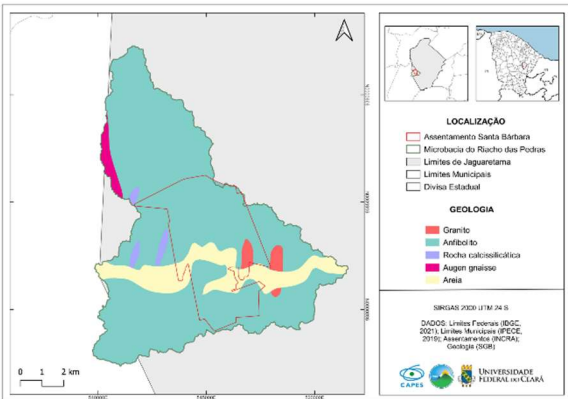 LOCALIZAÇÃO
Assentamento Santa Bárbara
Microbacia do Riacho das Pedras
Limites de Jaguaretama
Limites Municipais
Divisa Estadual
GEOLOGIA
Granito
Anfibolito
Rocha calcissilicática
Augen gnaisse
Areia
SIRGAS 2000 UTM 24 S
DADOS: Limites Federais (IBGE,
2021); Limites Municipais (IPECE,
2019); Assentamentos (INCRA);
Geologia (SGB)
CAPES
UNIVERSIDADE
FEDERAL DO CEARÁ
0 1 2 km